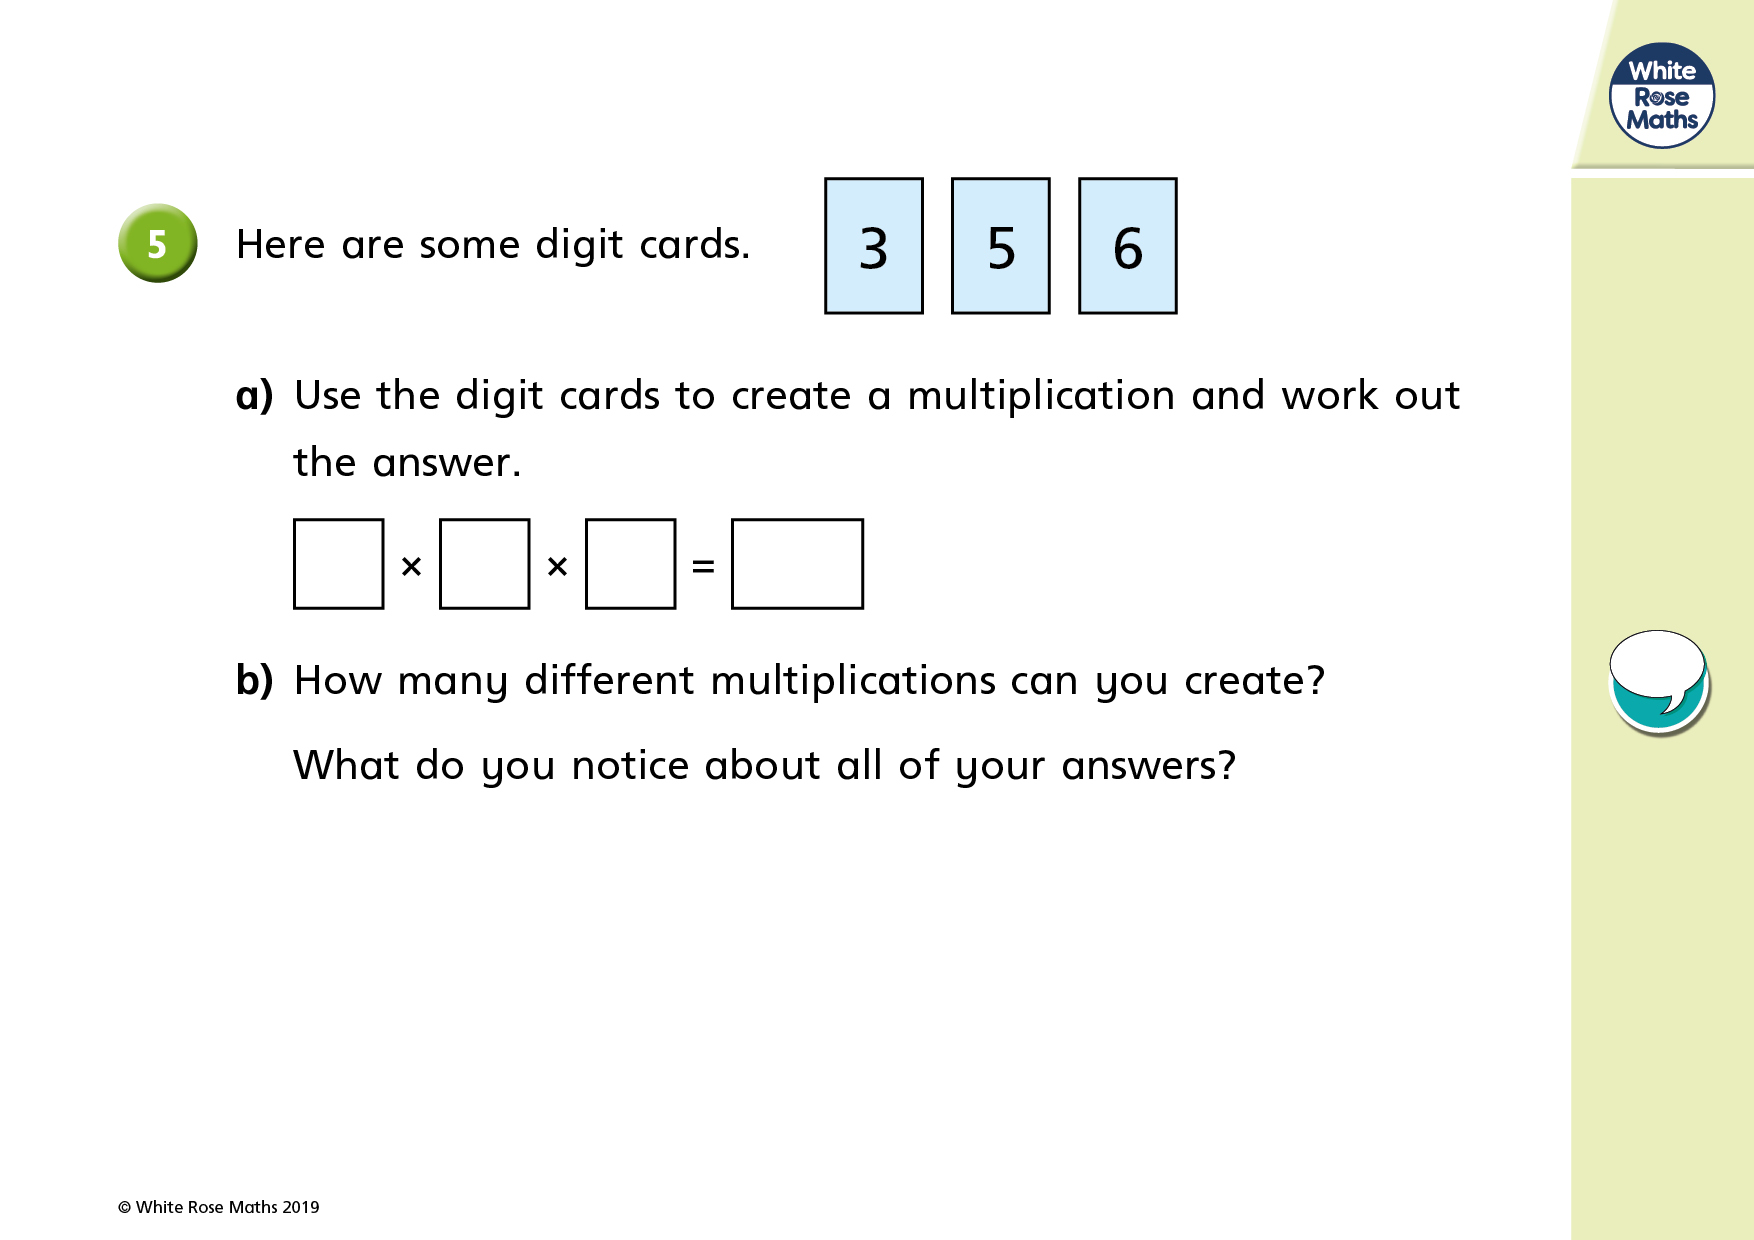 White
Rose
Maths
5 Here are some digit cards. 3 5 6
a) Use the digit cards to create a multiplication and work out
the answer.
× × =
b) How many different multiplications can you create?
What do you notice about all of your answers?
© White Rose Maths 2019